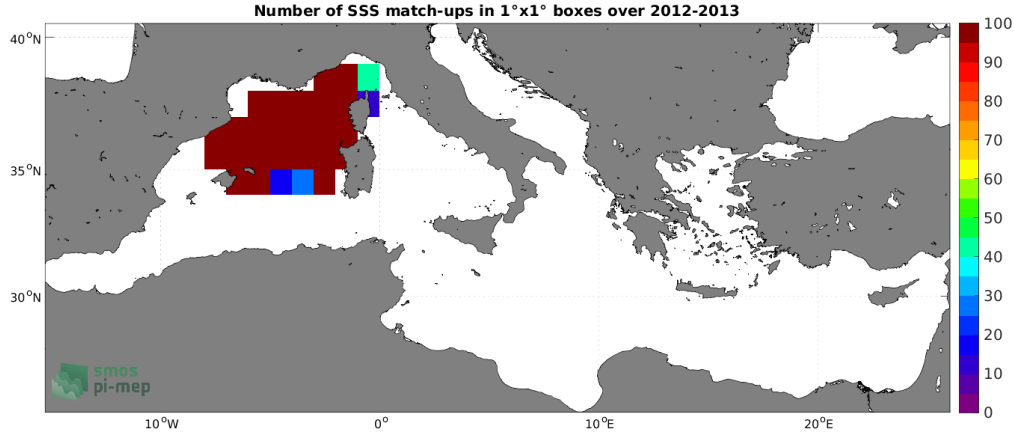 Number of SSS match-ups in 1°x1° boxes over 2012-2013
40°N
35°N
30°N
10°W
0°
10°E
20°E
100
90
80
70
60
50
40
30
20
10
0
smos
pi-mep